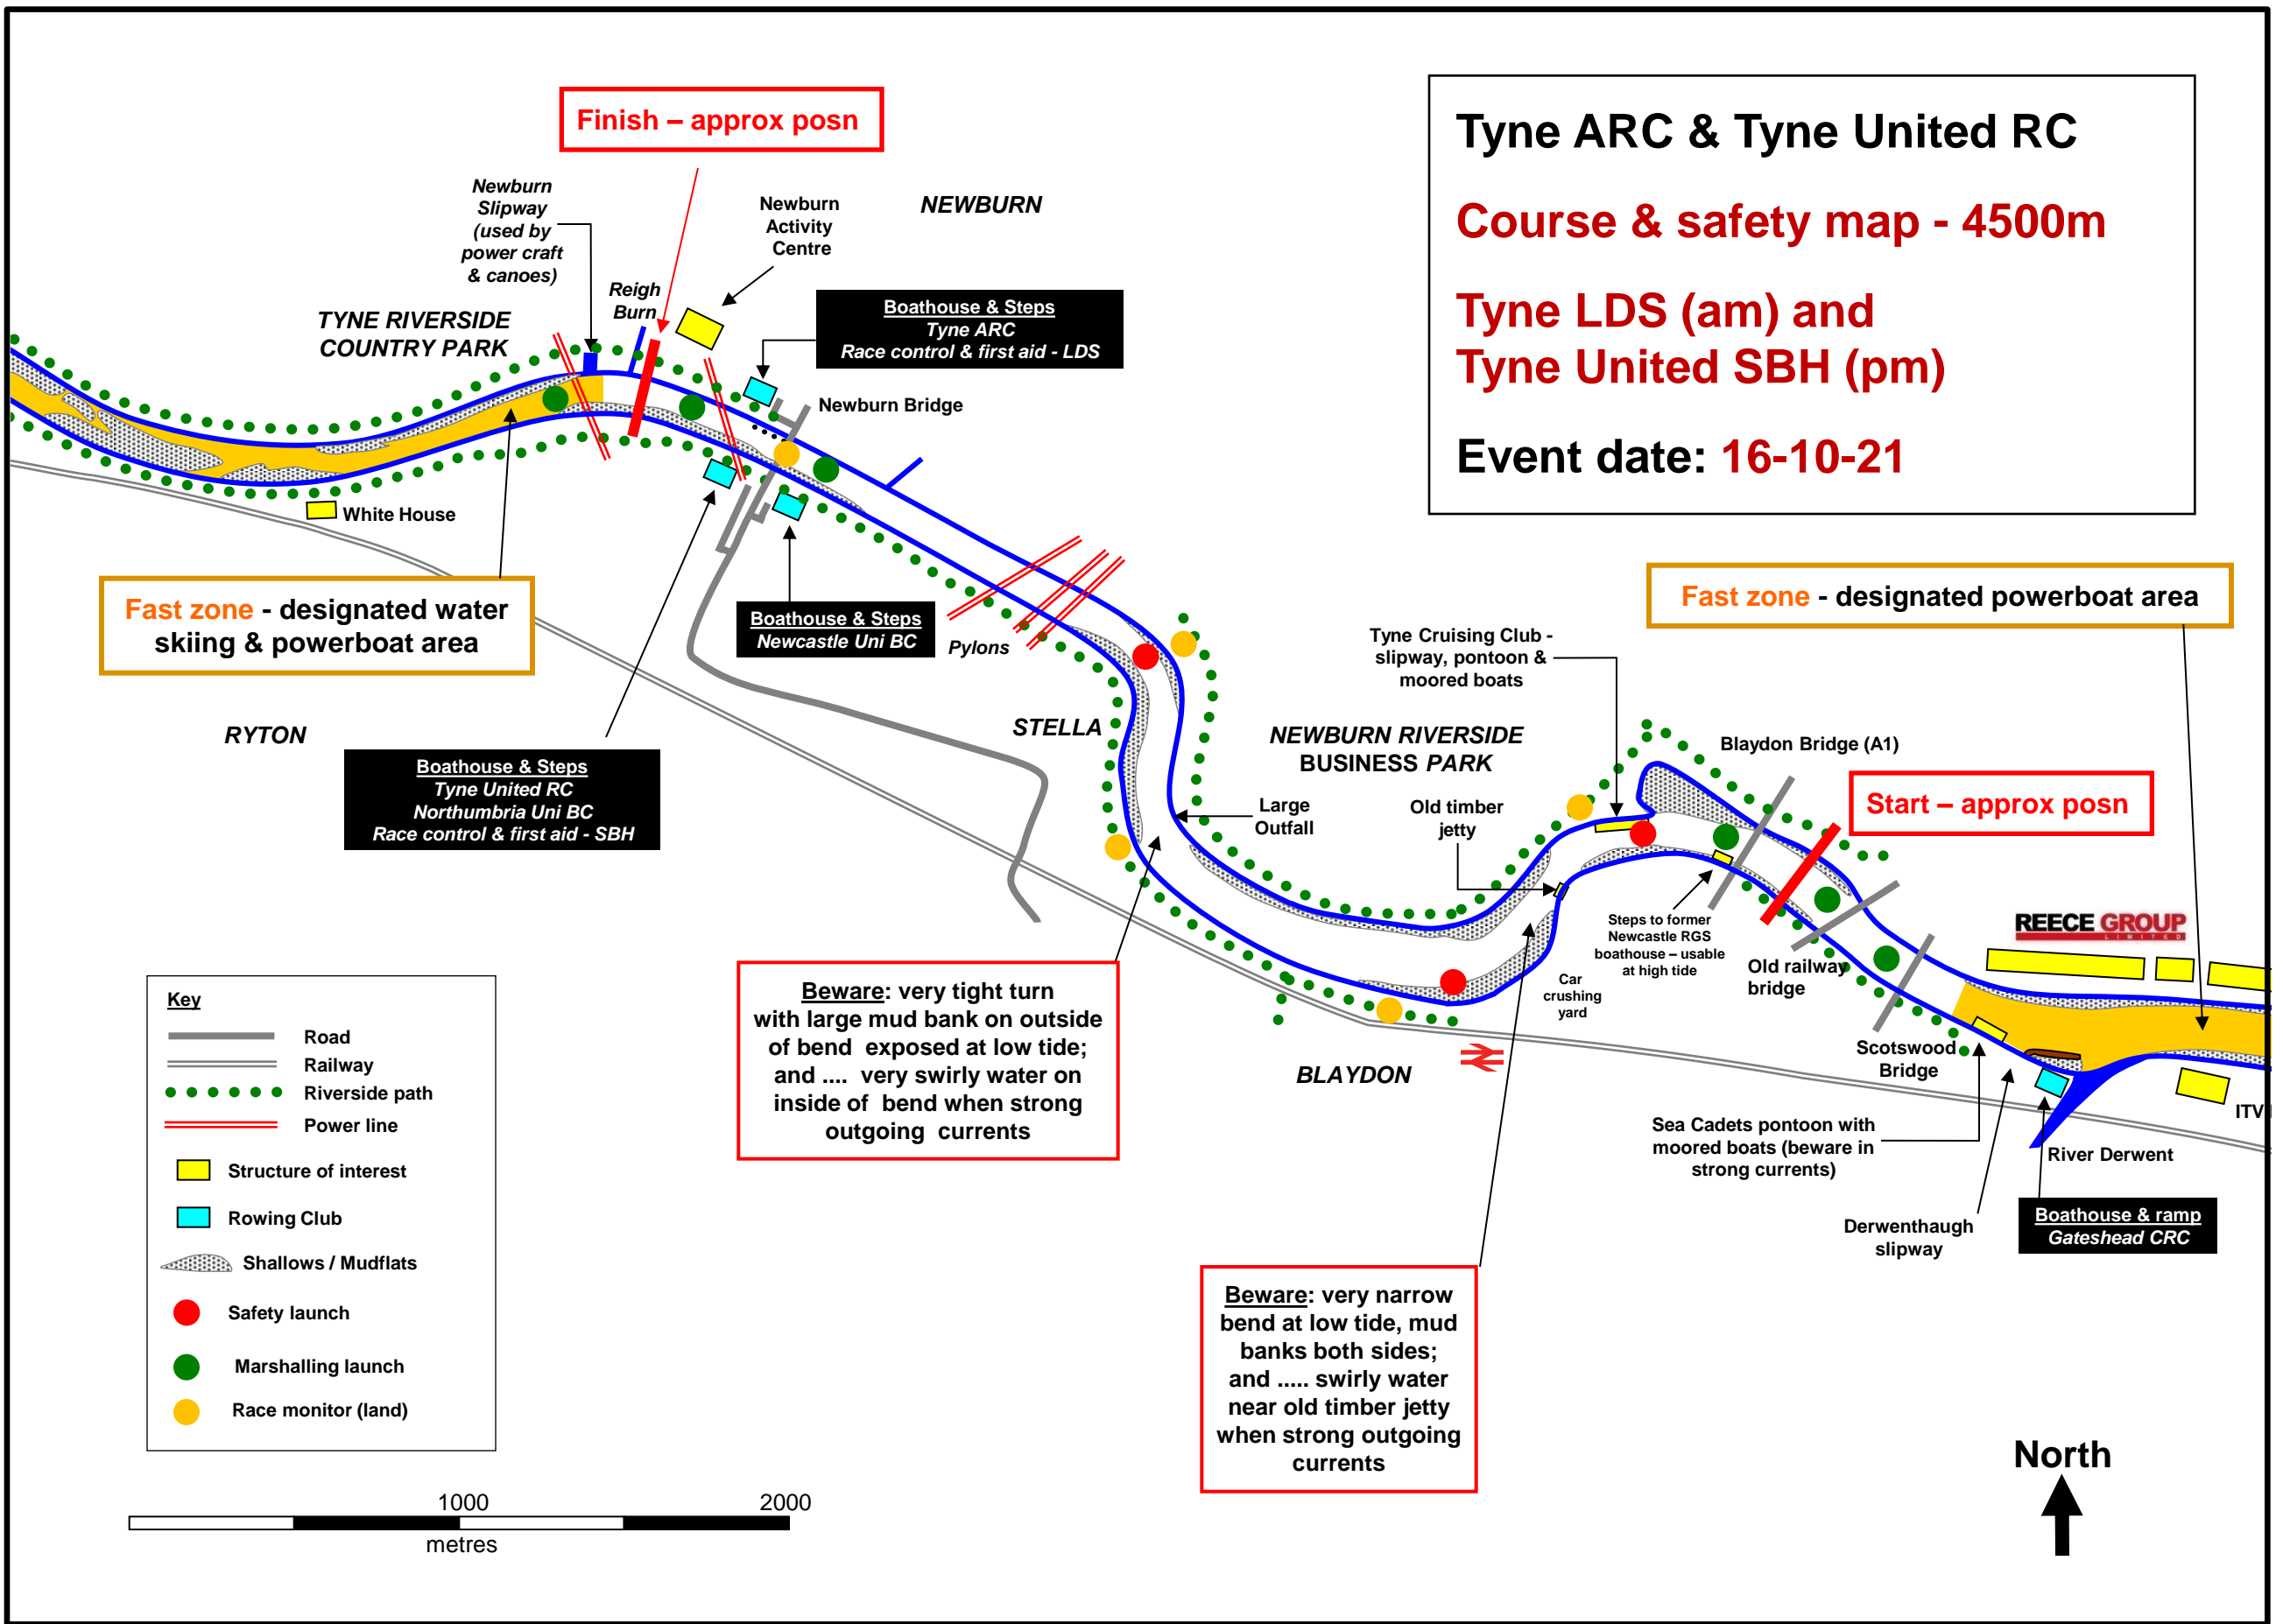 Tyne ARC & Tyne United RC
Course & safety map - 4500m
Tyne LDS (am) and
Tyne United SBH (pm)
Event date: 16-10-21
Finish – approx posn
Newburn
Slipway
(used by
power craft
& canoes)
Reigh
Burn
Newburn
Activity
Centre
NEWBURN
TYNE RIVERSIDE
COUNTRY PARK
Boathouse & Steps
Tyne ARC
Race control & first aid - LDS
Newburn Bridge
White House
Fast zone - designated water
skiing & powerboat area
Boathouse & Steps
Newcastle Uni BC
Pylons
RYTON
Boathouse & Steps
Tyne United RC
Northumbria Uni BC
Race control & first aid - SBH
STELLA
Large
Outfall
NEWBURN RIVERSIDE
BUSINESS PARK
Tyne Cruising Club -
slipway, pontoon &
moored boats
Old timber
jetty
Fast zone - designated powerboat area
Blaydon Bridge (A1)
Start – approx posn
Steps to former
Newcastle RGS
boathouse – usable
at high tide
Car
crushing
yard
Old railway
bridge
REECE GROUP
LIMITED
Scotswood
Bridge
BLAYDON
ITV
Sea Cadets pontoon with
moored boats (beware in
strong currents)
River Derwent
Derwenthaugh
slipway
Boathouse & ramp
Gateshead CRC
Beware: very tight turn
with large mud bank on outside
of bend exposed at low tide;
and .... very swirly water on
inside of bend when strong
outgoing currents
Beware: very narrow
bend at low tide, mud
banks both sides;
and ..... swirly water
near old timber jetty
when strong outgoing
currents
Key
Road
Railway
Riverside path
Power line
Structure of interest
Rowing Club
Shallows / Mudflats
Safety launch
Marshalling launch
Race monitor (land)
1000
2000
metres
North